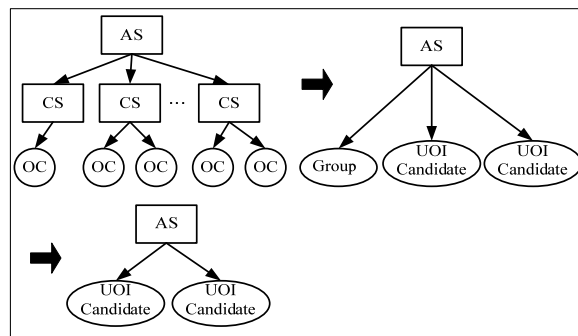 AS
AS
CS
CS
...
CS
OC
OC
OC
OC
OC
Group
UOI
Candidate
UOI
Candidate
AS
UOI
Candidate
UOI
Candidate